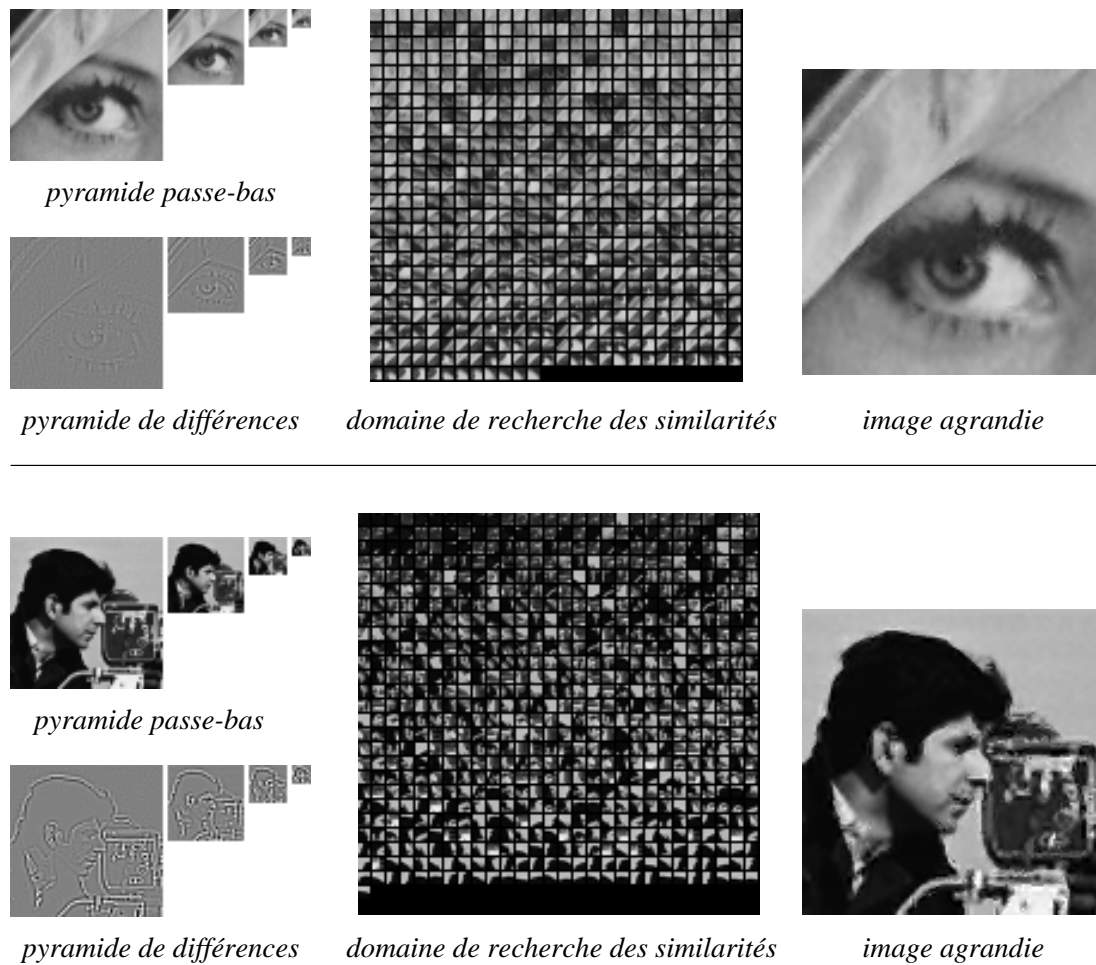 pyramide passe-bas
pyramide de différences
domaine de recherche des similarités
image agrandie
pyramide passe-bas
pyramide de différences
domaine de recherche des similarités
image agrandie